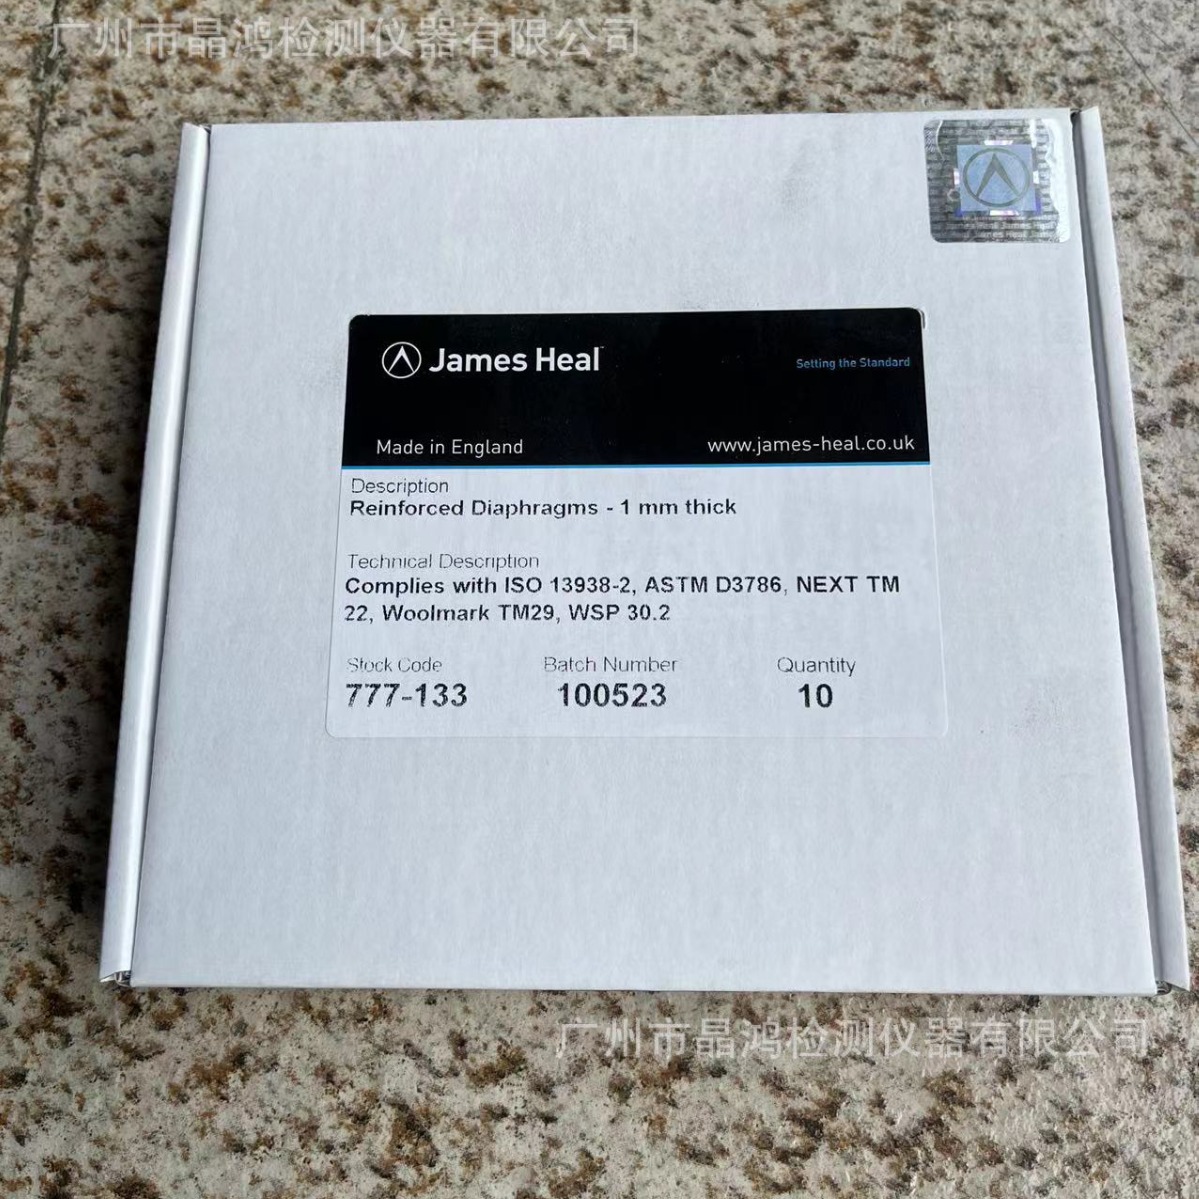 广州市晶鸿检测仪器有限公司
James Heal
Setting the Standard
Made in England
www.james-heal.co.uk
Description
Reinforced Diaphragms - 1 mm thick
Technical Description
Complies with ISO 13938-2, ASTM D3786, NEXT TM
22, Woolmark TM29, WSP 30.2
Stock Code Batch Number Quantity
777-133 100523 10
广州市晶鸿检测仪器有限公司